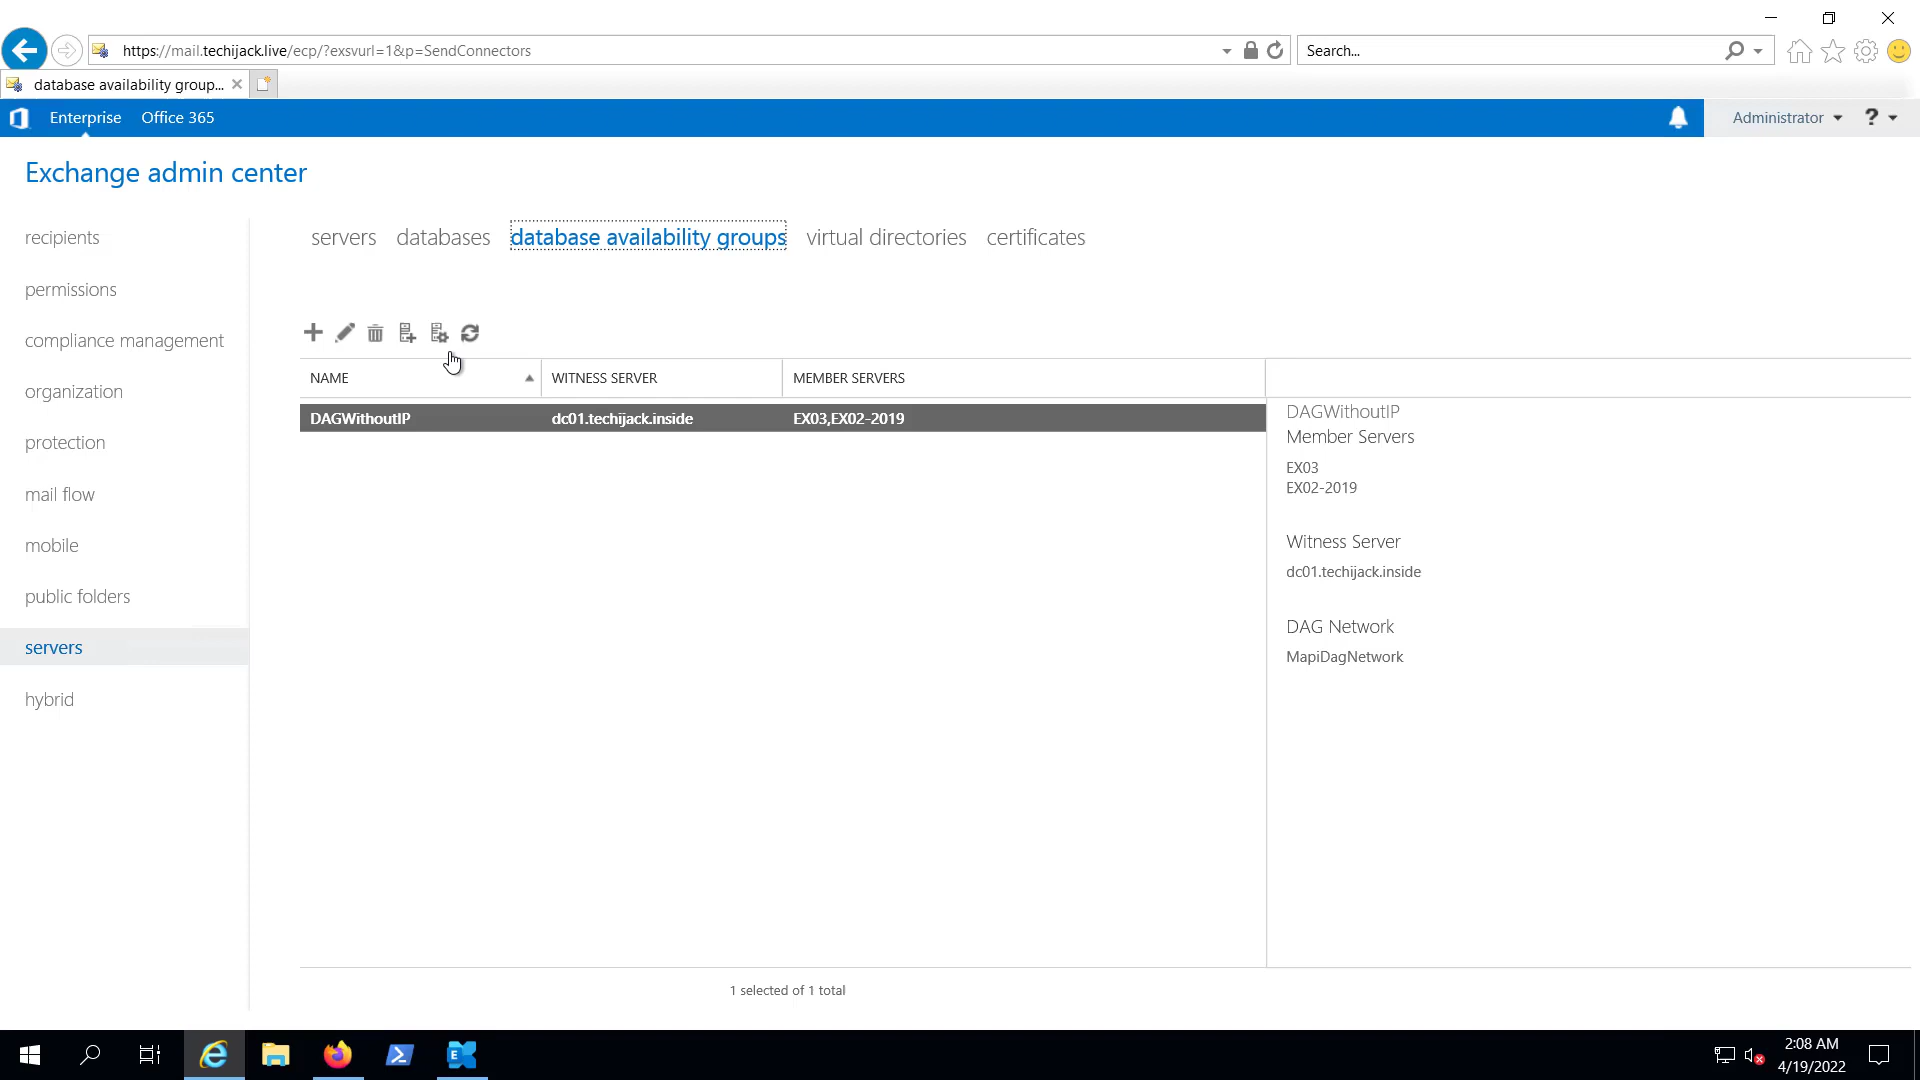 https://mail.techijack.live/ecp/?exsvurl=1&p=SendConnectors
Search...
database availability group...
Enterprise
Office 365
Administrator
?
Exchange admin center
recipients
permissions
compliance management
organization
protection
mail flow
mobile
public folders
servers
hybrid
servers
databases
database availability groups
virtual directories
certificates
NAME
WITNESS SERVER
MEMBER SERVERS
DAGWithoutIP
dc01.techijack.inside
EX03,EX02-2019
DAGWithoutIP
Member Servers
EX03
EX02-2019
Witness Server
dc01.techijack.inside
DAG Network
MapiDagNetwork
1 selected of 1 total
2:08 AM
4/19/2022